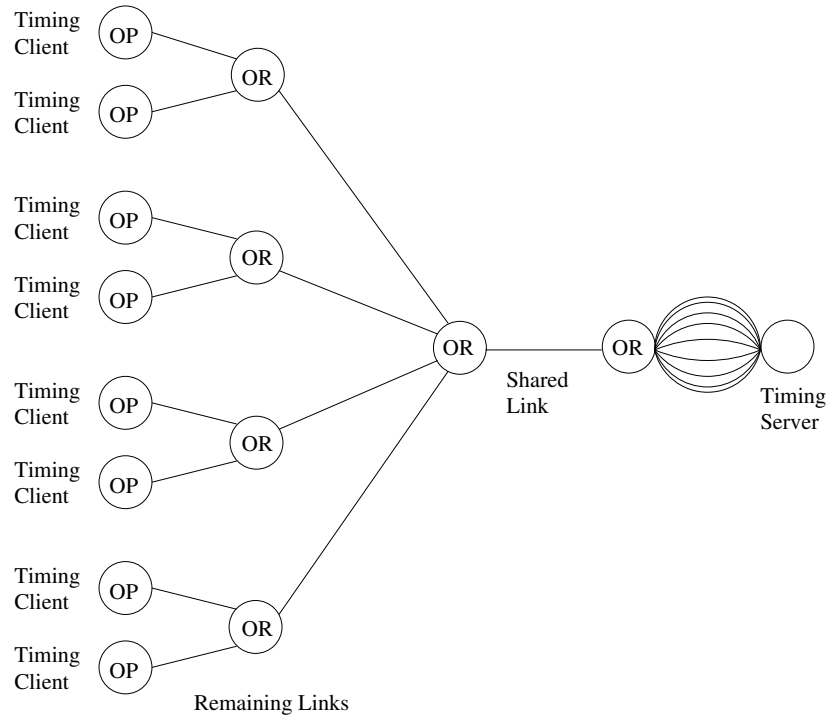 Timing
Client
OP
OR
Timing
Client
OP
Timing
Client
OP
OR
Timing
Client
OP
OR
OR
Shared
Link
Timing
Server
Timing
Client
OP
OR
Timing
Client
OP
Timing
Client
OP
OR
Timing
Client
OP
Remaining Links